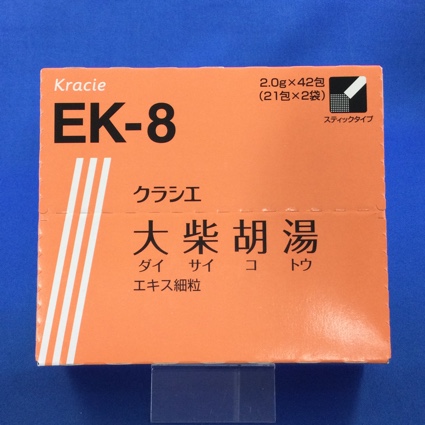 Kracie
2.0g×42包
(21包×2袋)
スティックタイプ
EK-8
クラシエ
大柴胡湯
ダイ サイ コ トウ
エキス細粒